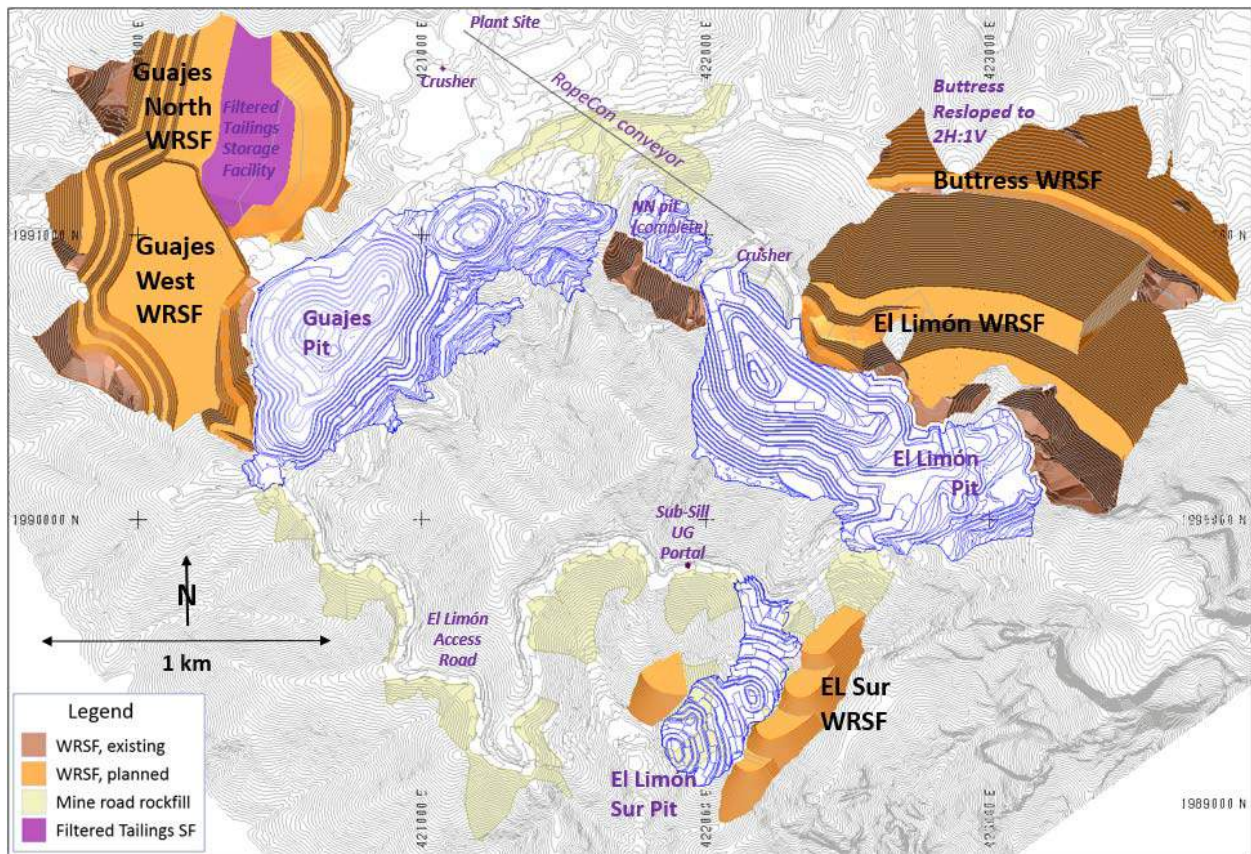 Plant Site
421000 E
422000 E
423000 E
Crusher
Guajes
North
WRSF
Filtered
Tailings
Storage
Facility
RopeCon conveyor
Buttress
Resloped to
2H:1V
Buttress WRSF
NN pit
(complete)
1991000 N
Crusher
Guajes
West
WRSF
Guajes
Pit
El Limón WRSF
El Limón
Pit
Sub-Sill
UG
Portal
1990000 N
1990000 N
N
El Limón
Access
Road
1 km
EL Sur
WRSF
El Limón
Sur Pit
1989000 N
421000 E
422000 E
Legend
WRSF, existing
WRSF, planned
Mine road rockfill
Filtered Tailings SF